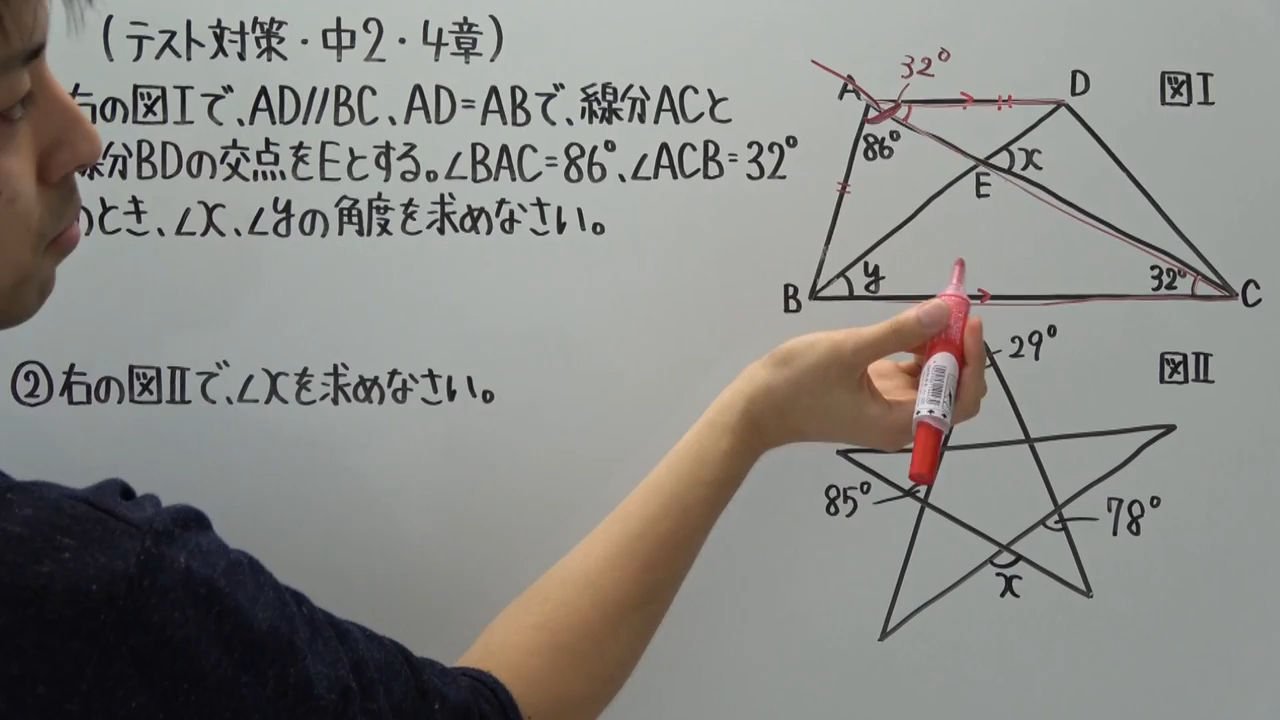 (テスト対策・中2・4章)
右の図Iで、AD//BC、AD=ABで、線分ACと
分BDの交点をEとする。∠BAC=86°、∠ACB=32°
のとき、∠x、∠yの角度を求めなさい。
②右の図IIで、∠xを求めなさい。
32°
A
D
図I
86°
E
x
B
y
32°
C
29°
図II
85°
78°
x